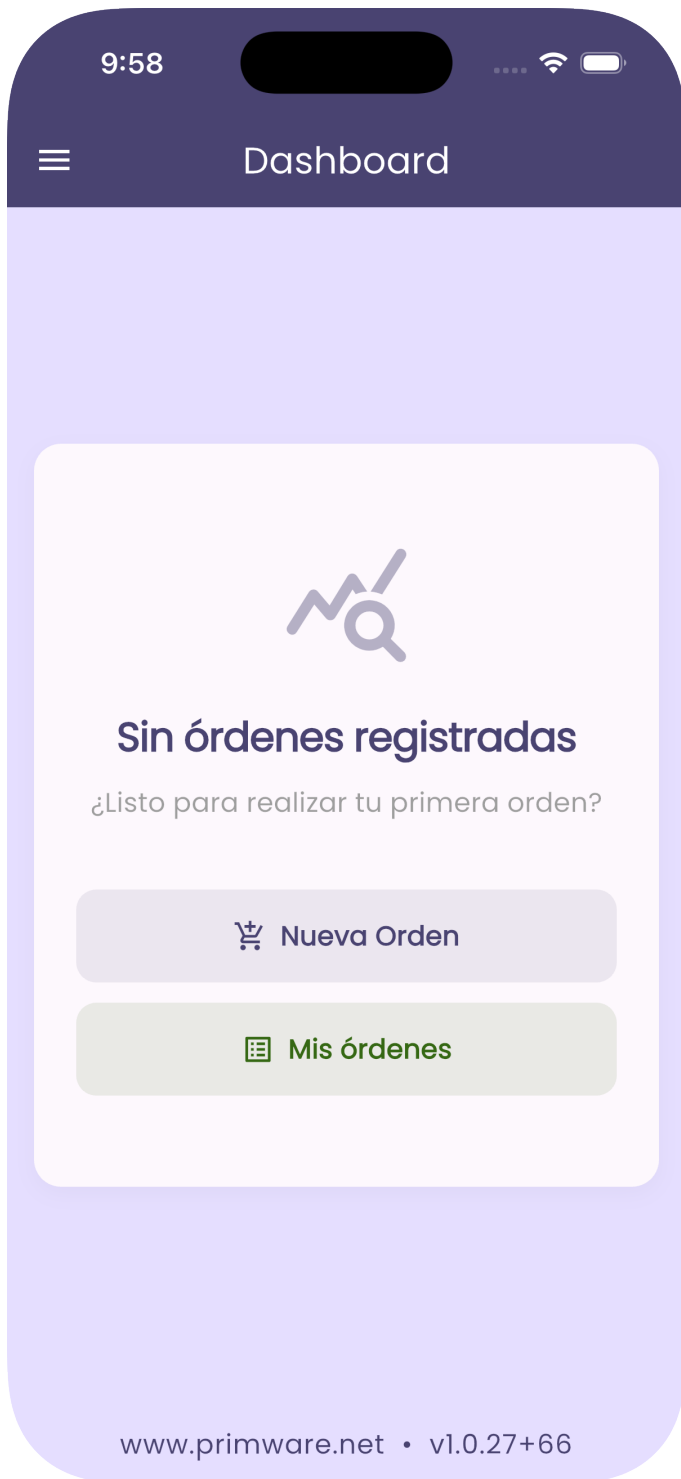 9:58
Dashboard
Sin órdenes registradas
¿Listo para realizar tu primera orden?
Nueva Orden
Mis órdenes
www.primware.net • v1.0.27+66